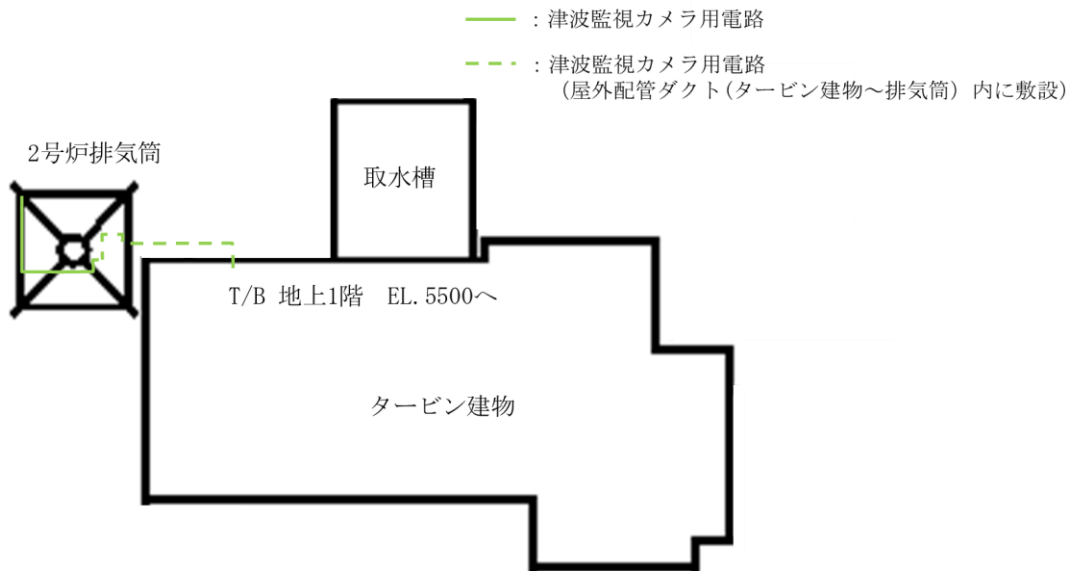 ：津波監視カメラ用電路
：津波監視カメラ用電路
（屋外配管ダクト(タービン建物～排気筒）内に敷設)
2号炉排気筒
取水槽
T/B 地上1階　EL.5500へ
タービン建物